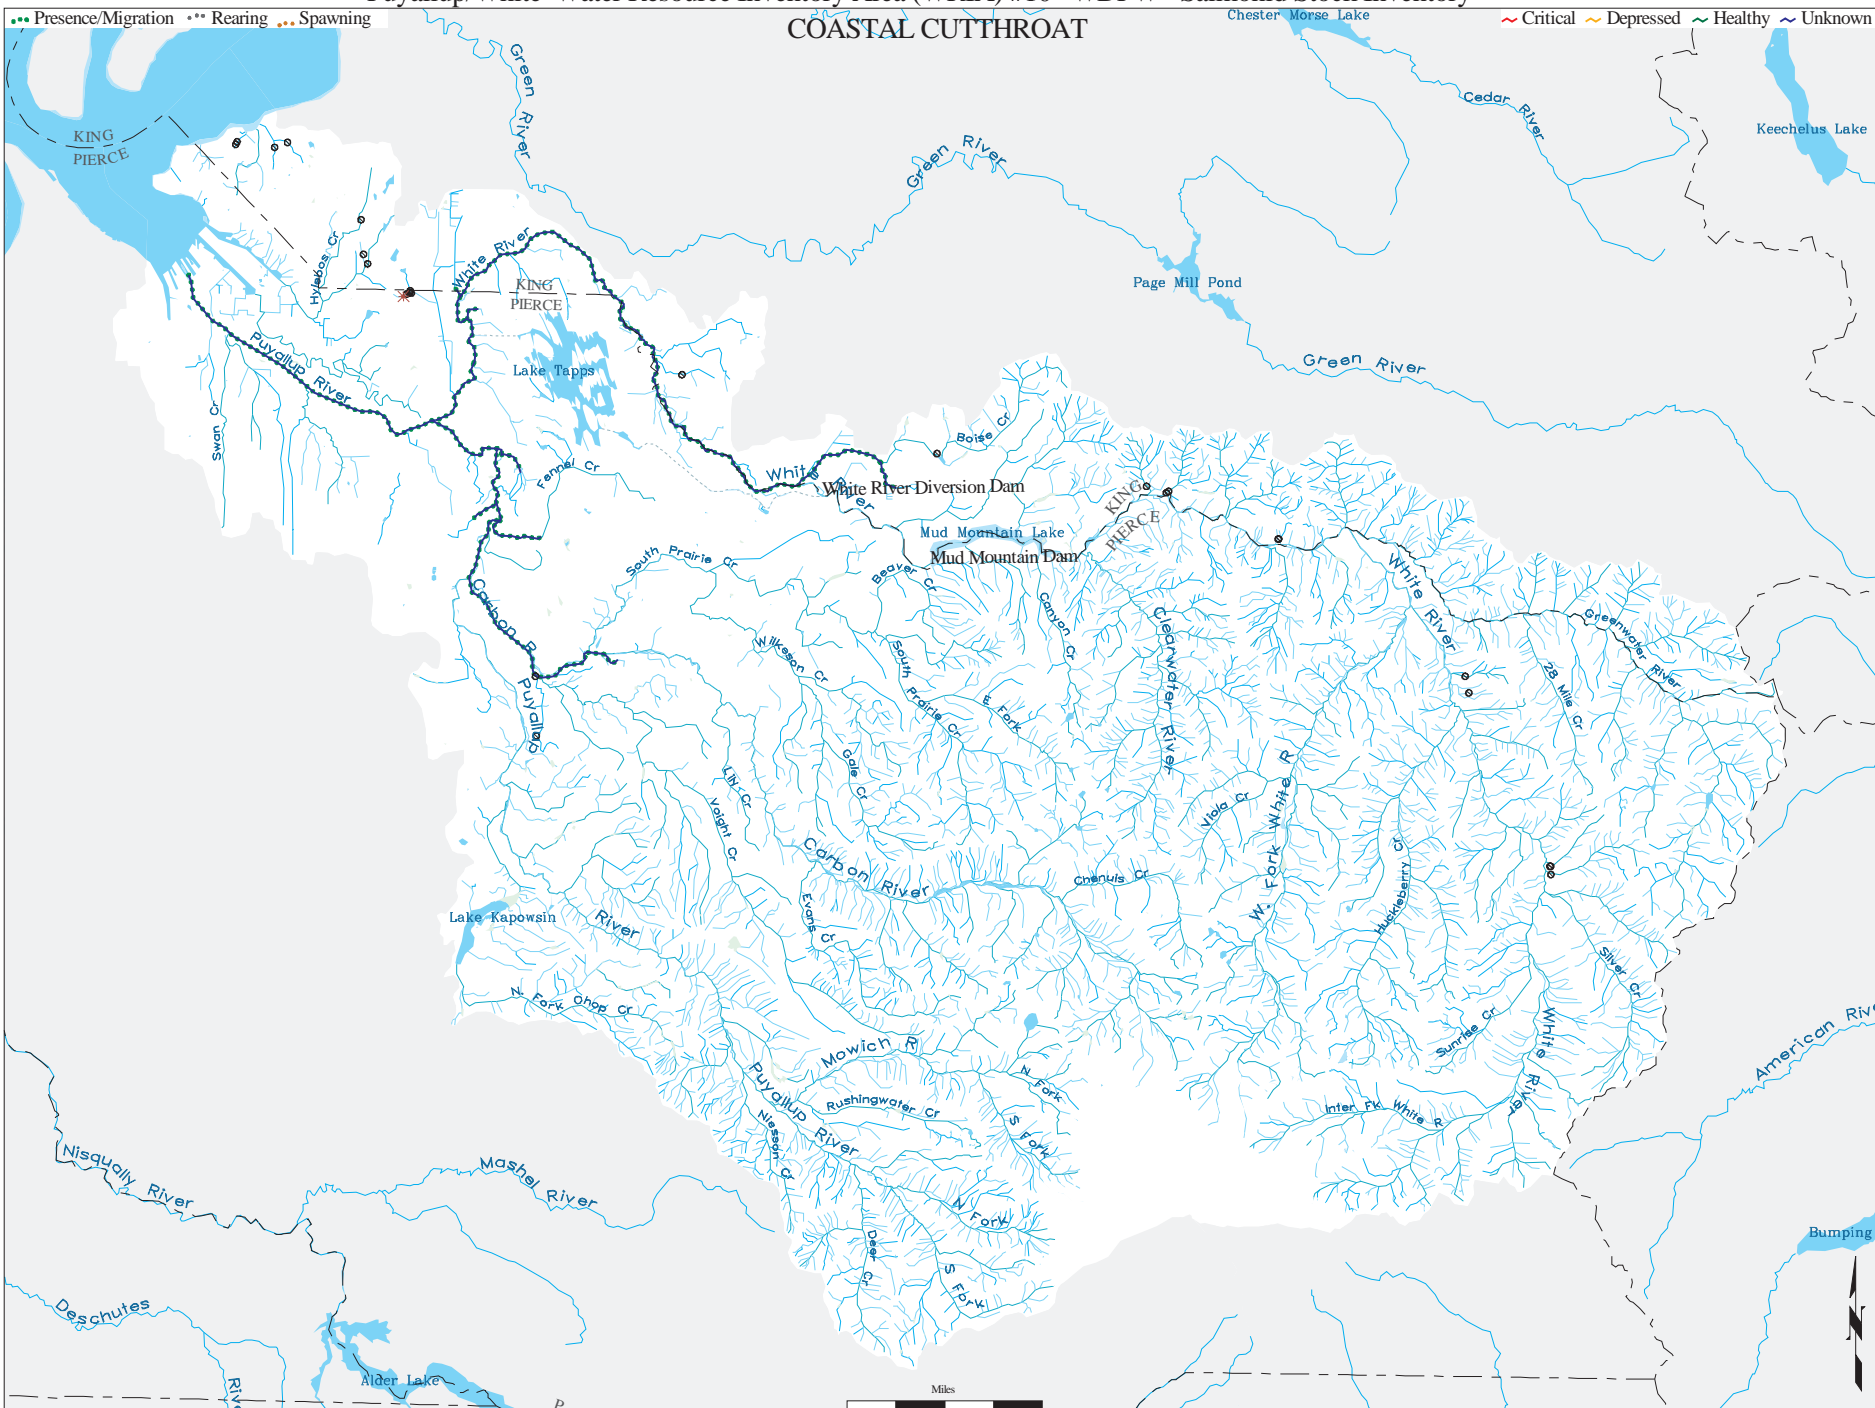 COASTAL CUTTHROAT
Presence/Migration
Rearing
Spawning
Critical
Depressed
Healthy
Unknown
Chester Morse Lake
Green River
Cedar River
Keechelus Lake
KING
PIERCE
Green River
Hylebos Cr
White River
KING
PIERCE
Page Mill Pond
Puyallup River
Lake Tapps
Green River
Swan Cr
Boise Cr
Fennel Cr
White River
White River Diversion Dam
KING
PIERCE
Mud Mountain Lake
Mud Mountain Dam
South Prairie Cr
Beaver Cr
Canyon Cr
Clearwater River
White River
Greenwater River
Carbon R
Wilkeson Cr
South Prairie Cr
E Fork
28 Mile Cr
Puyallup
Gale Cr
Lily Cr
Voight Cr
Viola Cr
W. Fork White R
Carbon River
Chenuis Cr
Huckleberry Cr
Evans Cr
Lake Kapowsin
River
Silver Cr
N. Fork Ohop Cr
Sunrise Cr
White River
American Rive
Mowich R
N Fork
Puyallup River
Rushingwater Cr
S Fork
Inter Fk White R
Niesson Cr
Nisqually River
Mashel River
N Fork
Deer Cr
S Fork
Bumping
Deschutes
Rive
Alder Lake
Miles
N